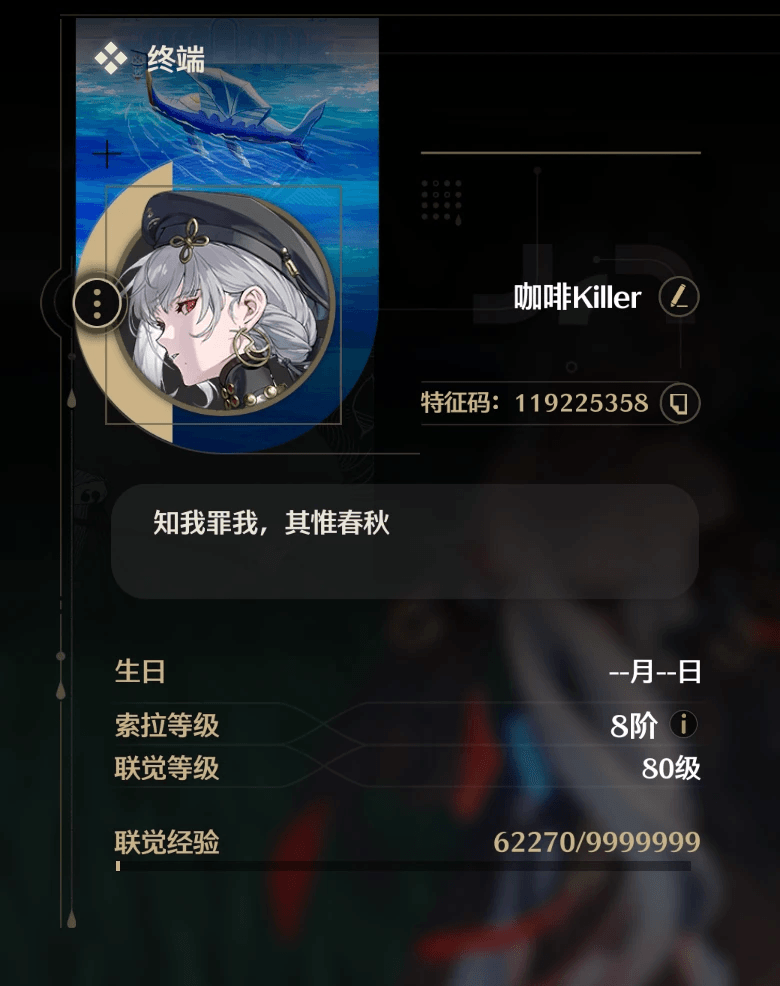 终端
咖啡Killer
特征码：119225358
知我罪我，其惟春秋
生日 --月--日
索拉等级 8阶
联觉等级 80级
联觉经验 62270/9999999